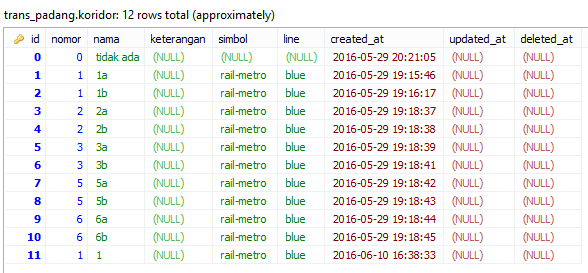 trans_padang.koridor: 12 rows total (approximately)
id nomor nama keterangan simbol line created_at updated_at deleted_at
0 0 tidak ada (NULL) (NULL) (NULL) 2016-05-29 20:21:05 (NULL) (NULL)
1 1 1a (NULL) rail-metro blue 2016-05-29 19:15:46 (NULL) (NULL)
2 1 1b (NULL) rail-metro blue 2016-05-29 19:16:17 (NULL) (NULL)
3 2 2a (NULL) rail-metro blue 2016-05-29 19:18:37 (NULL) (NULL)
4 2 2b (NULL) rail-metro blue 2016-05-29 19:18:38 (NULL) (NULL)
5 3 3a (NULL) rail-metro blue 2016-05-29 19:18:39 (NULL) (NULL)
6 3 3b (NULL) rail-metro blue 2016-05-29 19:18:41 (NULL) (NULL)
7 5 5a (NULL) rail-metro blue 2016-05-29 19:18:42 (NULL) (NULL)
8 5 5b (NULL) rail-metro blue 2016-05-29 19:18:43 (NULL) (NULL)
9 6 6a (NULL) rail-metro blue 2016-05-29 19:18:44 (NULL) (NULL)
10 6 6b (NULL) rail-metro blue 2016-05-29 19:18:45 (NULL) (NULL)
11 1 1 (NULL) rail-metro blue 2016-06-10 16:38:33 (NULL) (NULL)